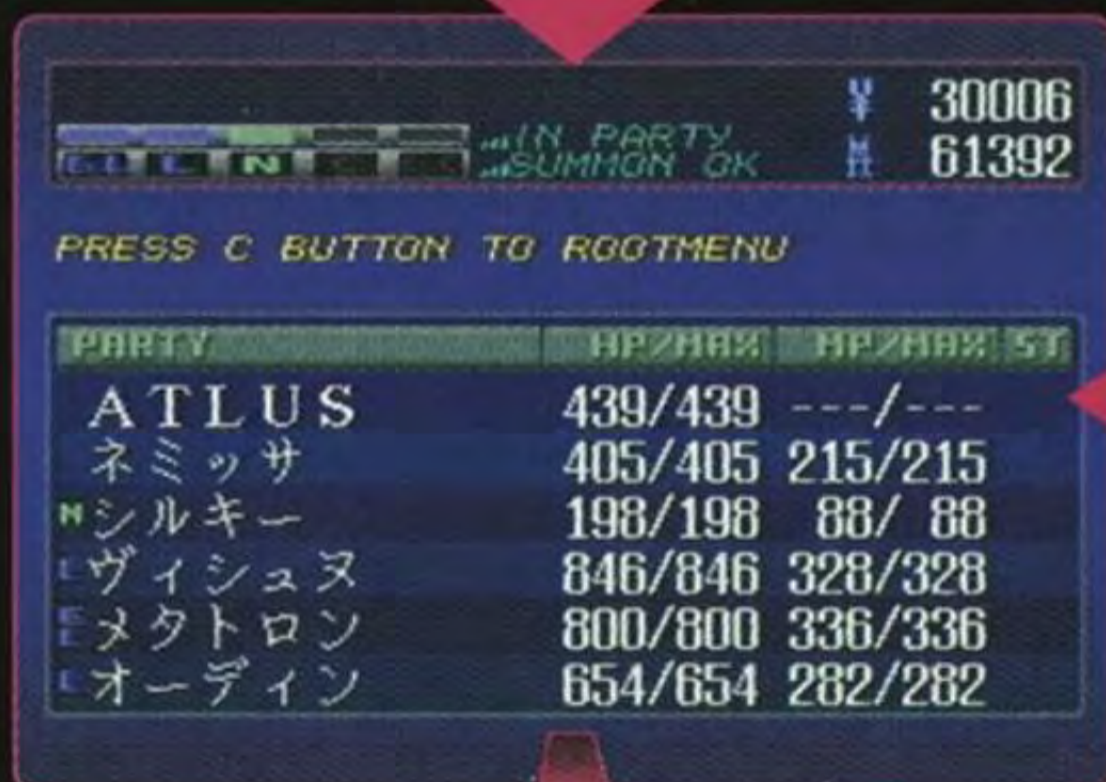 ¥ 30006
IN PARTY
SUMMON OK
M 61392
N
PRESS C BUTTON TO ROOTMENU
PARTY HP/MAX MP/MAX ST
ATLUS 439/439 ---/---
ネミッサ 405/405 215/215
N シルキー 198/198 88/ 88
ヴィシュヌ 846/846 328/328
メタトロン 800/800 336/336
オーディン 654/654 282/282